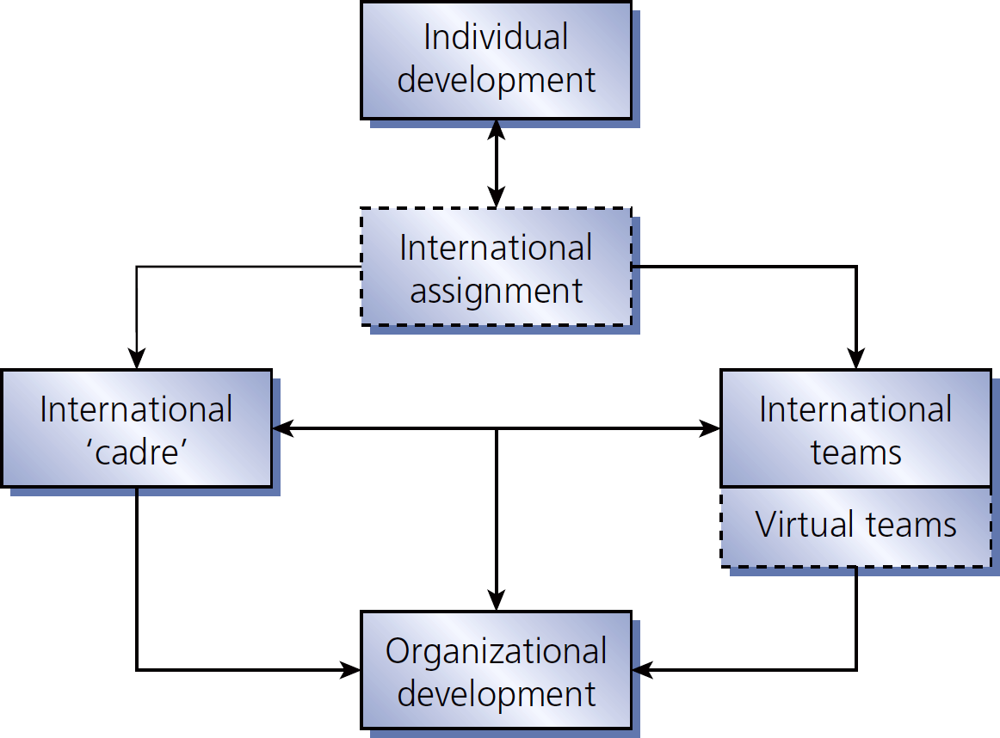 Individual
development
International
assignment
International
‘cadre’
International
teams
Virtual teams
Organizational
development